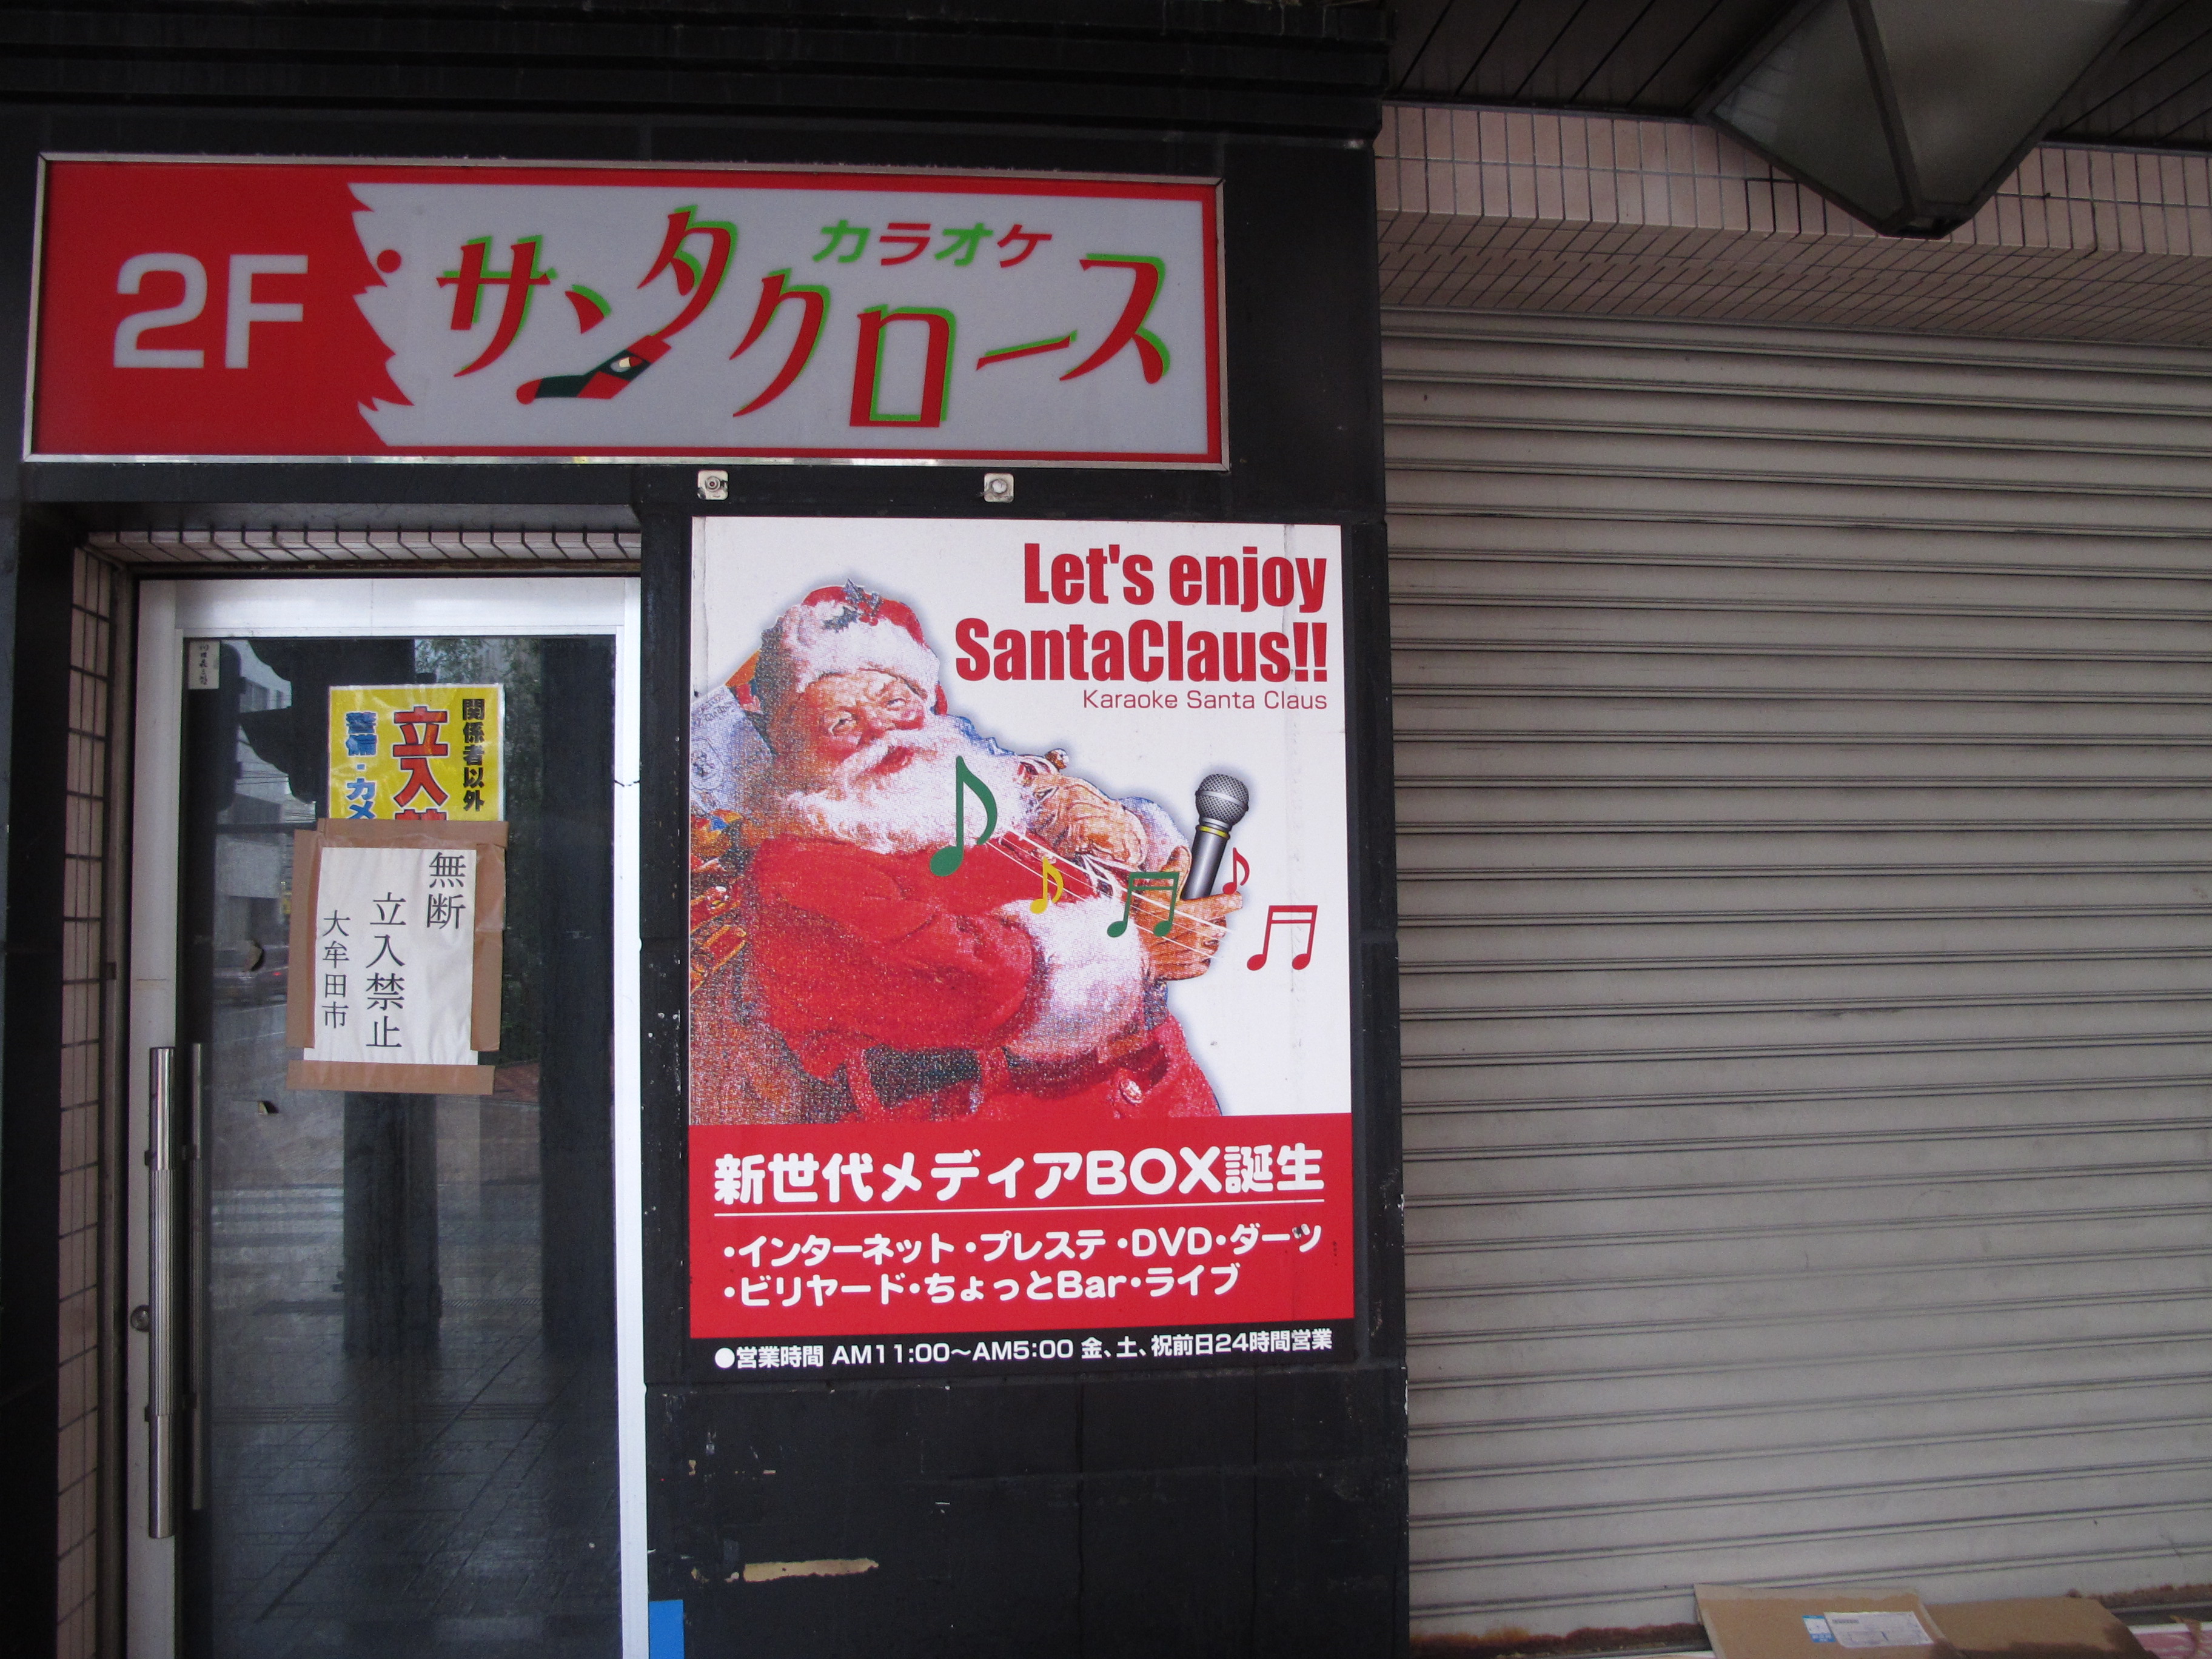 2F
カラオケ
サンタクロース
Let's enjoy
SantaClaus!!
Karaoke Santa Claus
新世代メディアBOX誕生
・インターネット・プレステ・DVD・ダーツ
・ビリヤード・ちょっとBar・ライブ
●営業時間 AM11:00〜AM5:00 金、土、祝前日24時間営業
関係者以外
立入
警備・カメ
無断
立入禁止
大牟田市